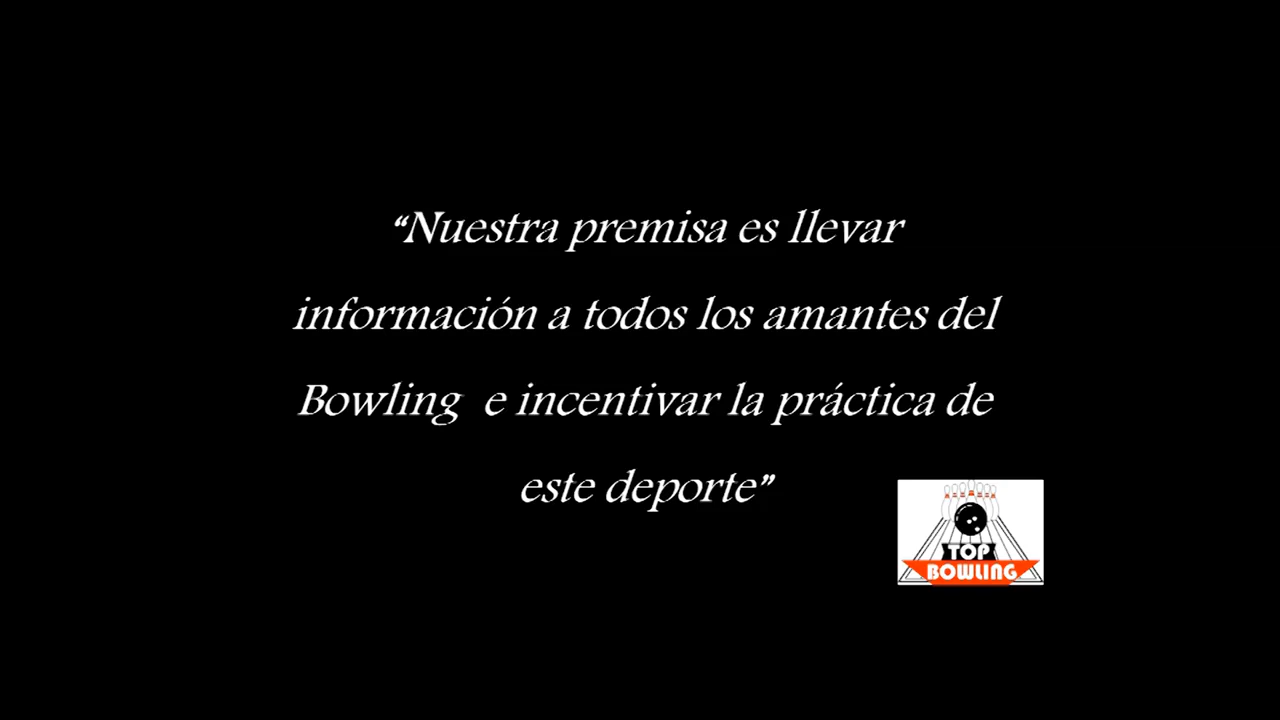 “Nuestra premisa es llevar
información a todos los amantes del
Bowling e incentivar la práctica de
este deporte”
TOP
BOWLING